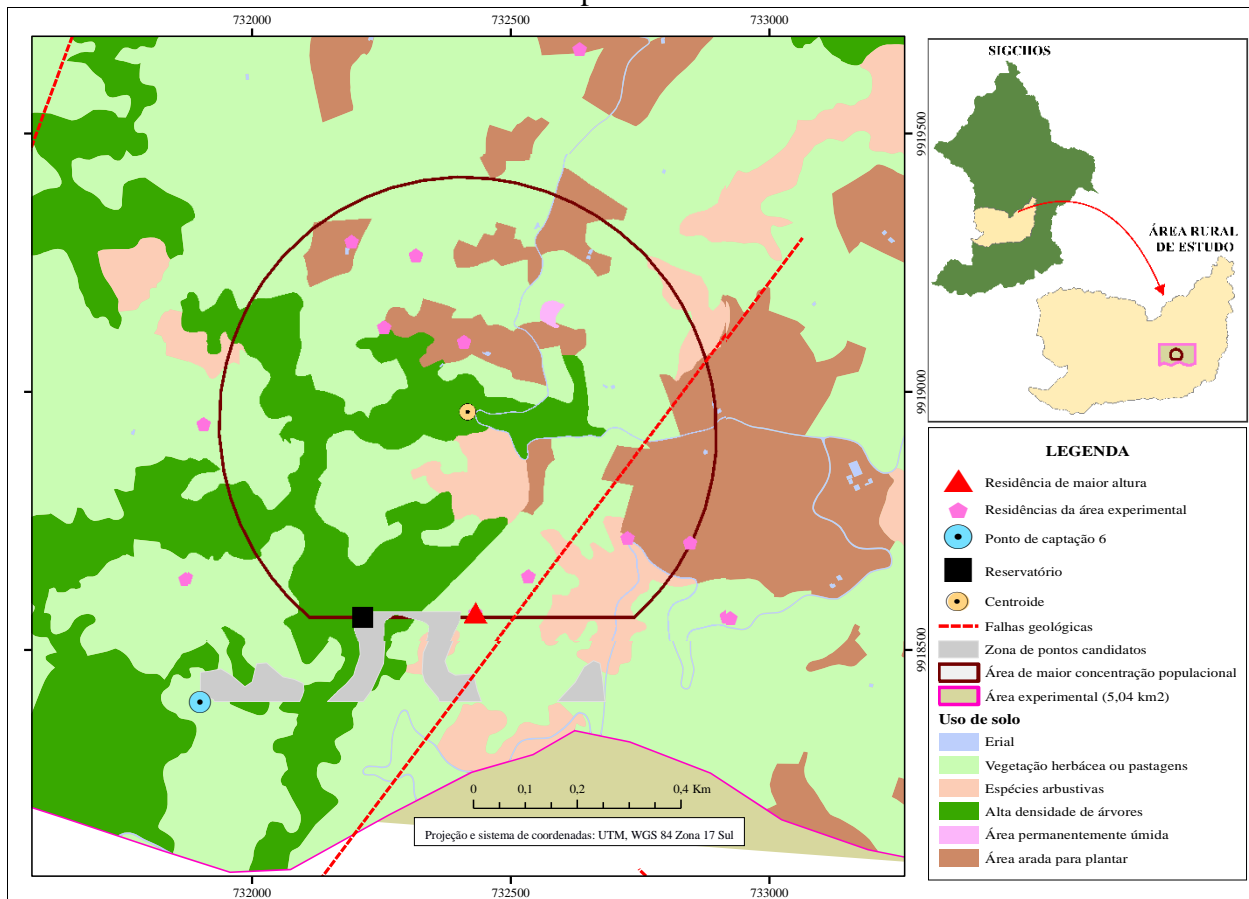 732000
732500
733000
9919500
9919000
9918500
0
0,1
0,2
0,4 Km
Projeção e sistema de coordenadas: UTM, WGS 84 Zona 17 Sul
732000
732500
733000
SIGCHOS
ÁREA RURAL
DE ESTUDO
LEGENDA
Residência de maior altura
Residências da área experimental
Ponto de captação 6
Reservatório
Centroide
Falhas geológicas
Zona de pontos candidatos
Área de maior concentração populacional
Área experimental (5,04 km2)
Uso de solo
Erial
Vegetação herbácea ou pastagens
Espécies arbustivas
Alta densidade de árvores
Área permanentemente úmida
Área arada para plantar